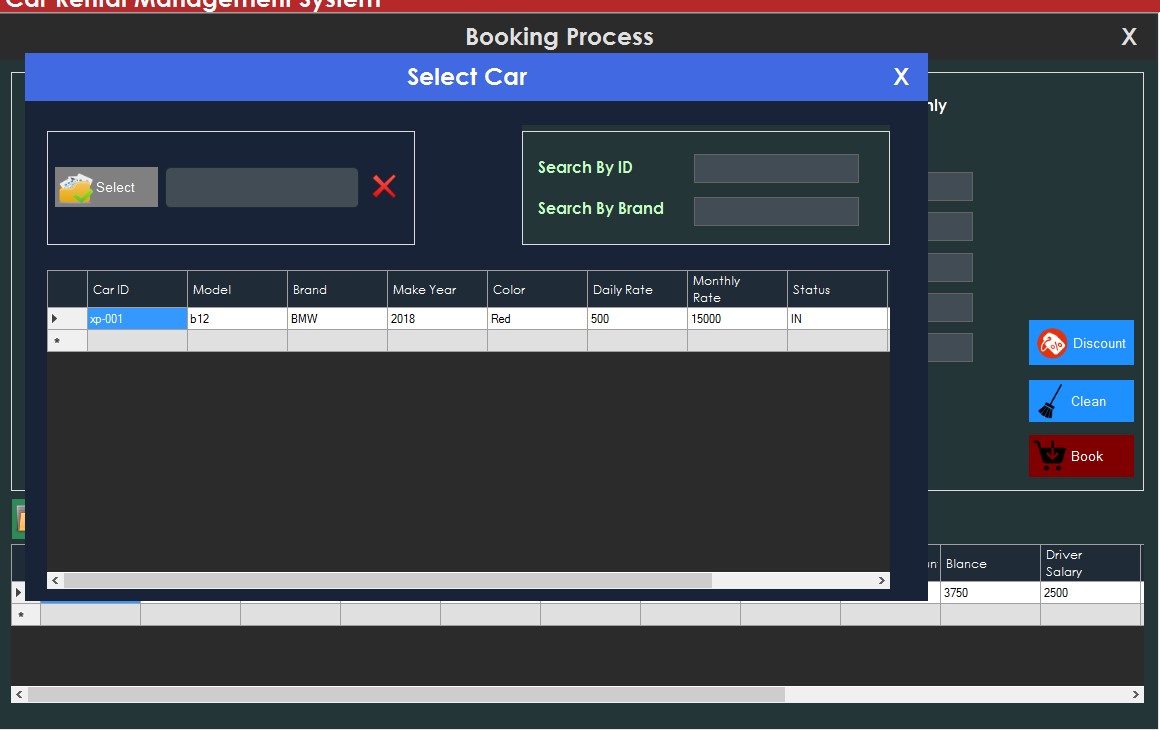 Car Rental Management System
Booking Process X
Select Car X
Select
Search By ID
Search By Brand
Car ID Model Brand Make Year Color Daily Rate Monthly Rate Status
xp-001 b12 BMW 2018 Red 500 15000 IN
*
Discount
Clean
Book
Blance Driver Salary
3750 2500
*